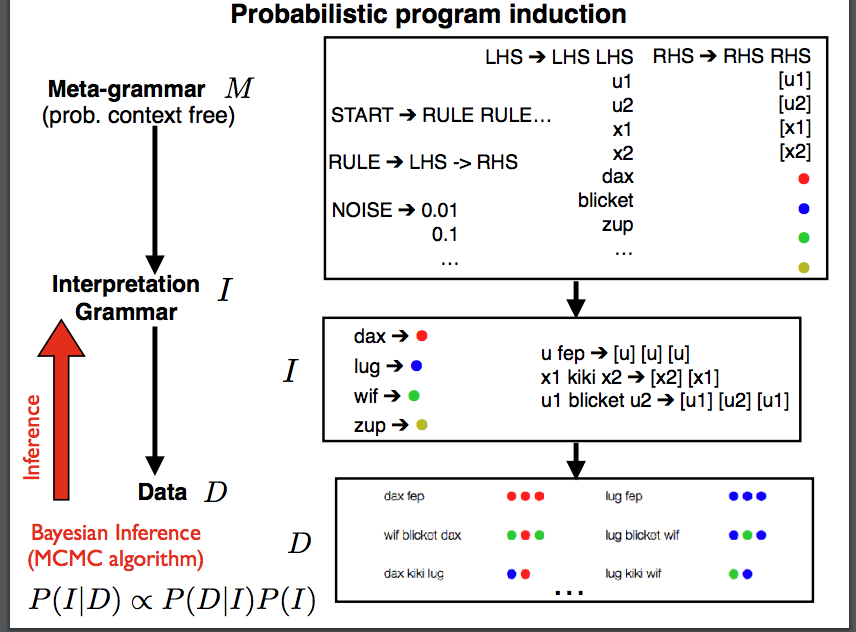 Probabilistic program induction
Meta-grammar M
(prob. context free)
Interpretation I
Grammar
Inference
Data D
Bayesian Inference
(MCMC algorithm)
P(I|D) ∝ P(D|I)P(I)
LHS ➔ LHS LHS RHS ➔ RHS RHS
u1 [u1]
u2 [u2]
START ➔ RULE RULE...
x1 [x1]
x2 [x2]
RULE ➔ LHS -> RHS
dax
blicket
NOISE ➔ 0.01
zup
0.1
...
...
I
dax ➔
lug ➔
wif ➔
zup ➔
u fep ➔ [u] [u] [u]
x1 kiki x2 ➔ [x2] [x1]
u1 blicket u2 ➔ [u1] [u2] [u1]
D
dax fep lug fep
wif blicket dax lug blicket wif
dax kiki lug lug kiki wif
...